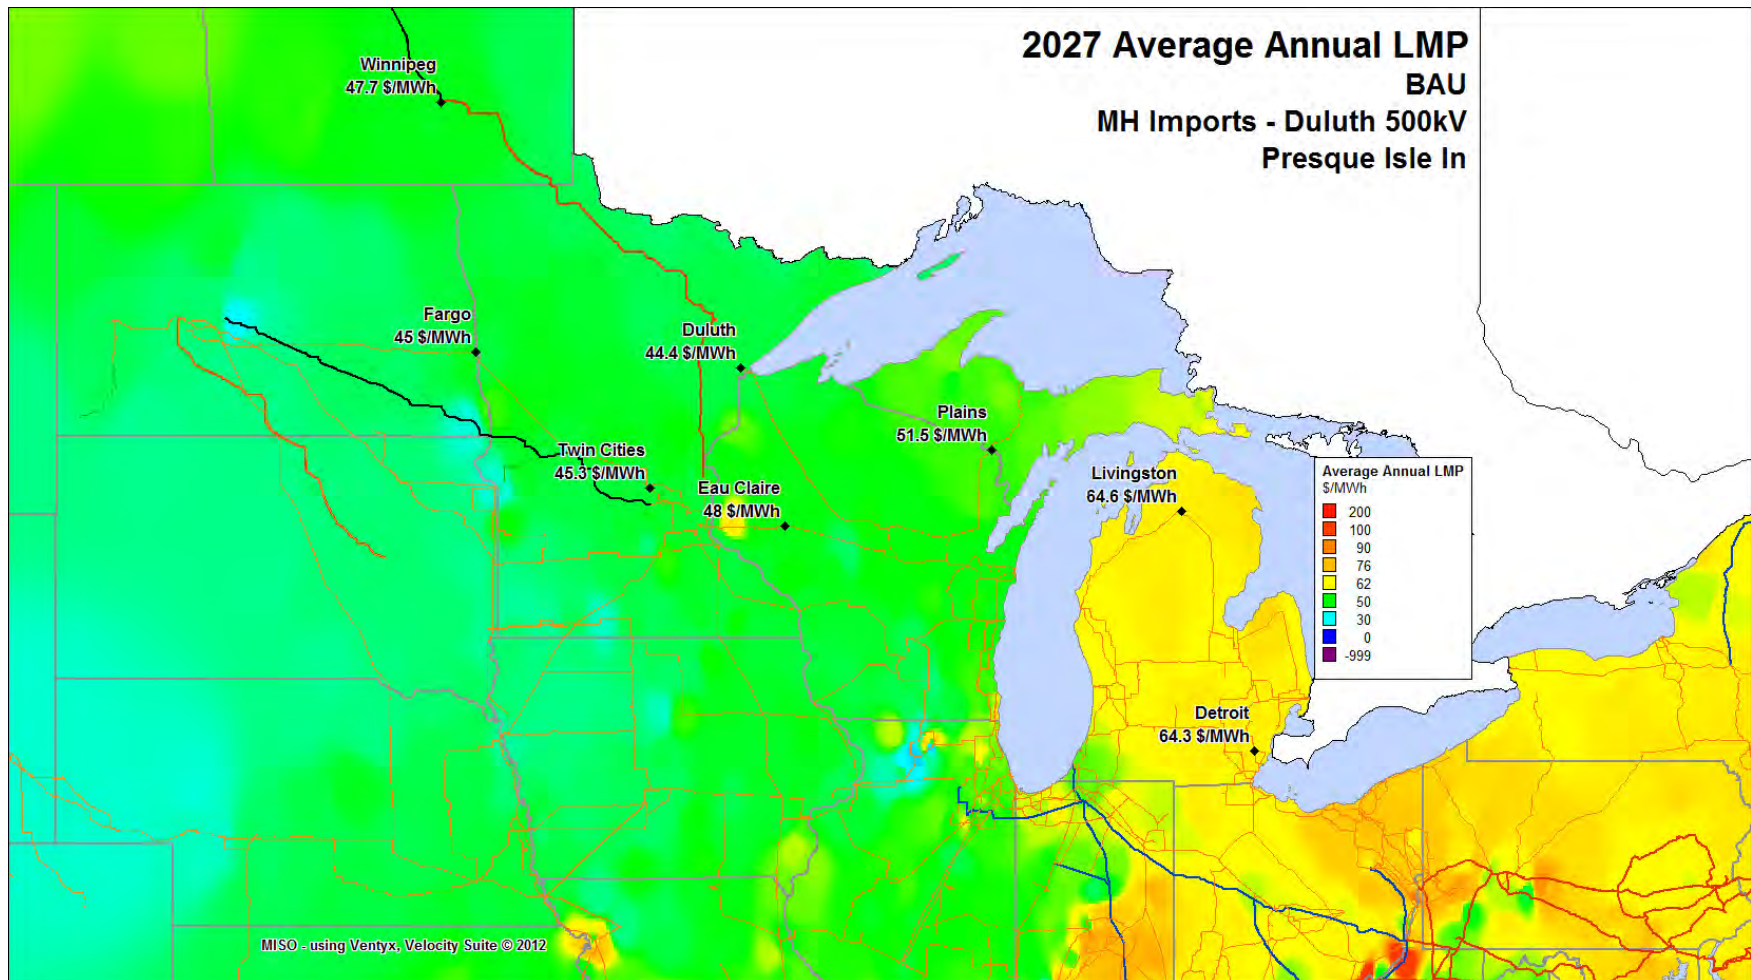 2027 Average Annual LMP
BAU
MH Imports - Duluth 500kV
Presque Isle In
Winnipeg
47.7 $/MWh
Fargo
45 $/MWh
Duluth
44.4 $/MWh
Plains
51.5 $/MWh
Twin Cities
45.3 $/MWh
Eau Claire
48 $/MWh
Livingston
64.6 $/MWh
Average Annual LMP
$/MWh
200
100
90
76
62
50
30
0
-999
Detroit
64.3 $/MWh
MISO - using Ventyx, Velocity Suite © 2012